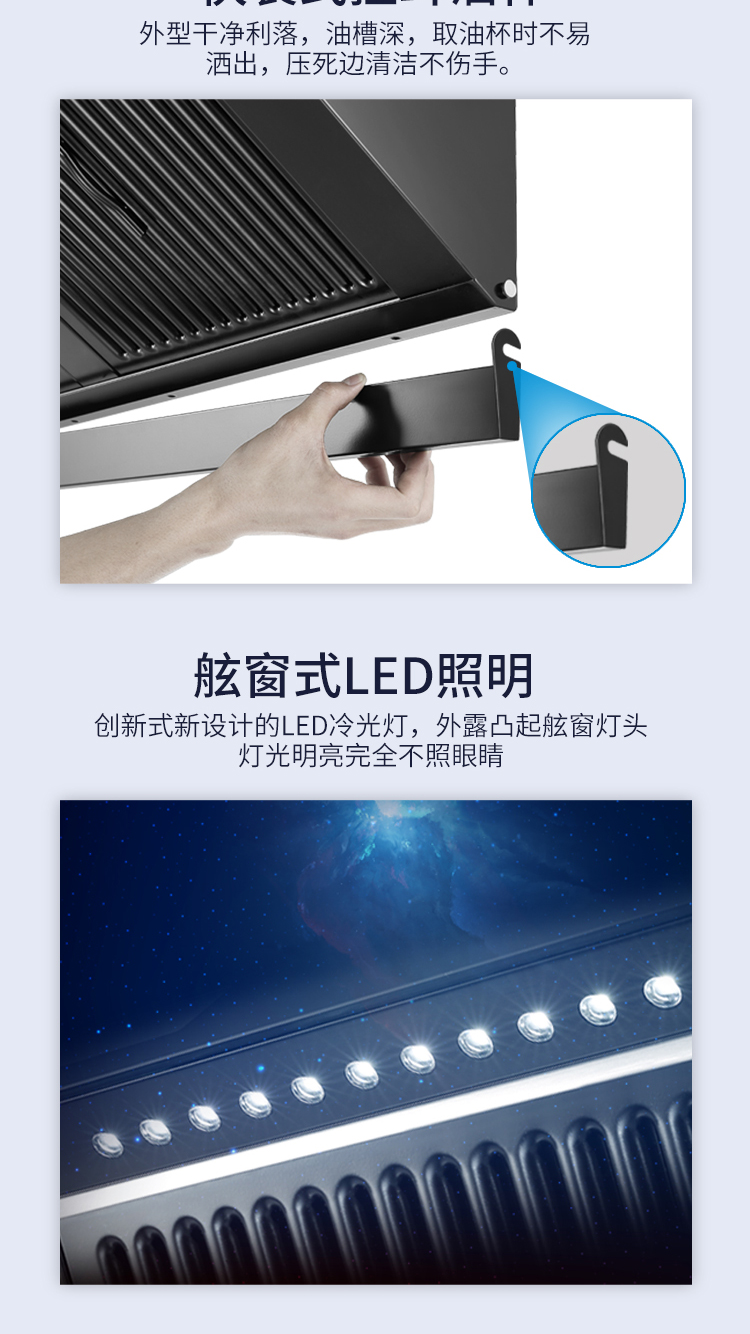 外型干净利落，油槽深，取油杯时不易
洒出，压死边清洁不伤手。
舷窗式LED照明
创新式新设计的LED冷光灯，外露凸起舷窗灯头
灯光明亮完全不照眼睛